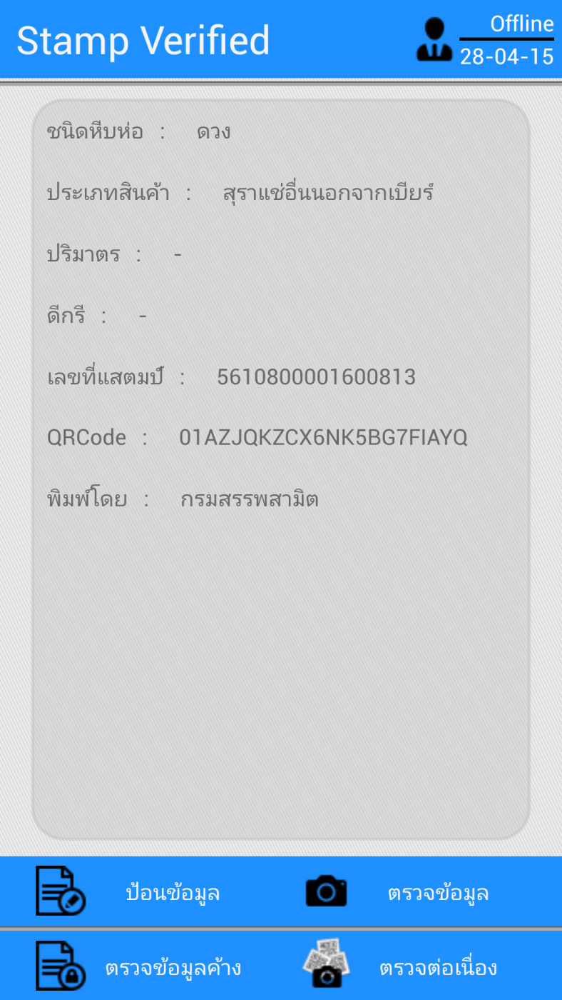 Stamp Verified
Offline
28-04-15
ชนิดหีบห่อ : ดวง
ประเภทสินค้า : สุราแช่อื่นนอกจากเบียร์
ปริมาตร : -
ดีกรี : -
เลขที่แสตมป์ : 5610800001600813
QRCode : 01AZJQKZCX6NK5BG7FIAYQ
พิมพ์โดย : กรมสรรพสามิต
ป้อนข้อมูล
ตรวจข้อมูล
ตรวจข้อมูลค้าง
ตรวจต่อเนื่อง